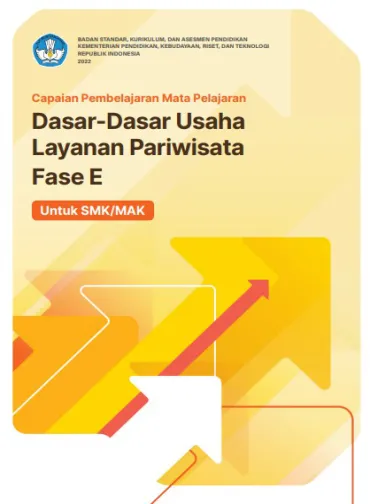 BADAN STANDAR, KURIKULUM, DAN ASESMEN PENDIDIKAN
KEMENTERIAN PENDIDIKAN, KEBUDAYAAN, RISET, DAN TEKNOLOGI
REPUBLIK INDONESIA
2022
Capaian Pembelajaran Mata Pelajaran
Dasar-Dasar Usaha
Layanan Pariwisata
Fase E
Untuk SMK/MAK